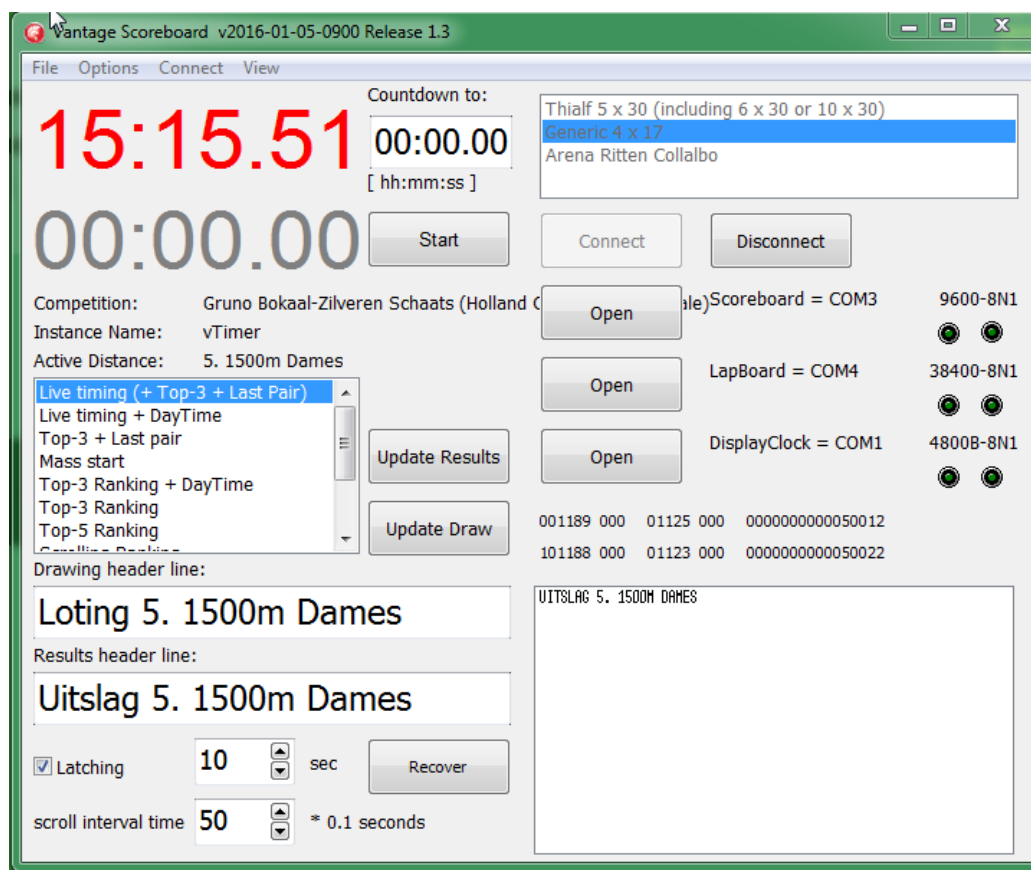 Vantage Scoreboard v2016-01-05-0900 Release 1.3
File Options Connect View
15:15.51
Countdown to:
00:00.00
[ hh:mm:ss ]
Thialf 5 x 30 (including 6 x 30 or 10 x 30)
Generic 4 x 17
Arena Ritten Collalbo
00:00.00
Start
Connect
Disconnect
Competition: Gruno Bokaal-Zilveren Schaats (Holland
Instance Name: vTimer
Active Distance: 5. 1500m Dames
Open
Scoreboard = COM3 9600-8N1
Open
LapBoard = COM4 38400-8N1
Open
DisplayClock = COM1 4800B-8N1
Live timing (+ Top-3 + Last Pair)
Live timing + DayTime
Top-3 + Last pair
Mass start
Top-3 Ranking + DayTime
Top-3 Ranking
Top-5 Ranking
Update Results
Update Draw
001189 000 01125 000 0000000000050012
101188 000 01123 000 0000000000050022
Drawing header line:
Loting 5. 1500m Dames
Results header line:
Uitslag 5. 1500m Dames
UITSLAG 5. 1500M DAMES
Latching 10 sec
Recover
scroll interval time 50 * 0.1 seconds